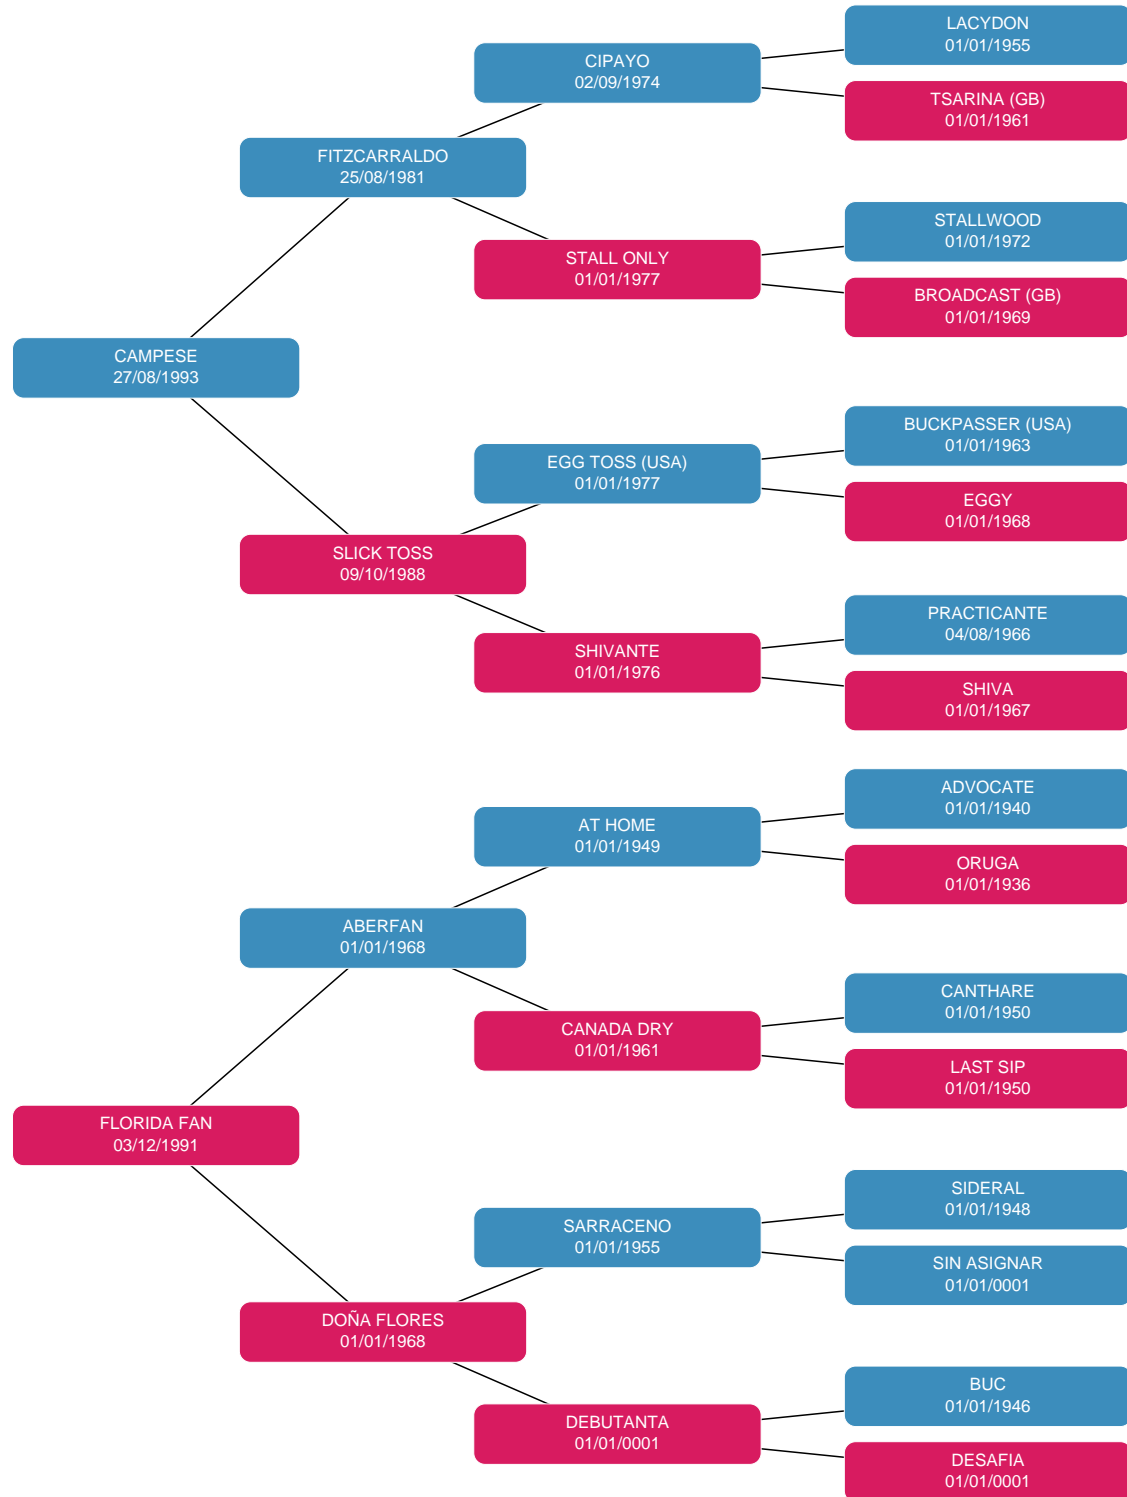 LACYDON
01/01/1955
CIPAYO
02/09/1974
TSARINA (GB)
01/01/1961
FITZCARRALDO
25/08/1981
STALLWOOD
01/01/1972
STALL ONLY
01/01/1977
BROADCAST (GB)
01/01/1969
CAMPESE
27/08/1993
BUCKPASSER (USA)
01/01/1963
EGG TOSS (USA)
01/01/1977
EGGY
01/01/1968
SLICK TOSS
09/10/1988
PRACTICANTE
04/08/1966
SHIVANTE
01/01/1976
SHIVA
01/01/1967
ADVOCATE
01/01/1940
AT HOME
01/01/1949
ORUGA
01/01/1936
ABERFAN
01/01/1968
CANTHARE
01/01/1950
CANADA DRY
01/01/1961
LAST SIP
01/01/1950
FLORIDA FAN
03/12/1991
SIDERAL
01/01/1948
SARRACENO
01/01/1955
SIN ASIGNAR
01/01/0001
DOÑA FLORES
01/01/1968
BUC
01/01/1946
DEBUTANTA
01/01/0001
DESAFIA
01/01/0001